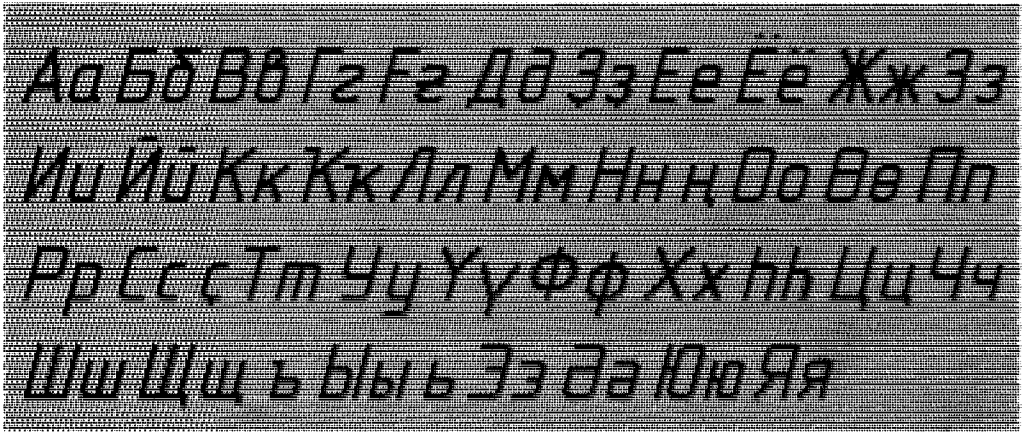 Аа Бб Вв Гг Ғғ Дд Ҙҙ Ее Ёё Жж Зз
Ии Йй Кк Ҡҡ Лл Мм Нн ң Оо Өө Пп
Рр Сс ҫ Тт Уу Үү Фф Хх Һһ Цц Чч
Шш Щщ ъ Ыы ь Ээ Әә Юю Яя